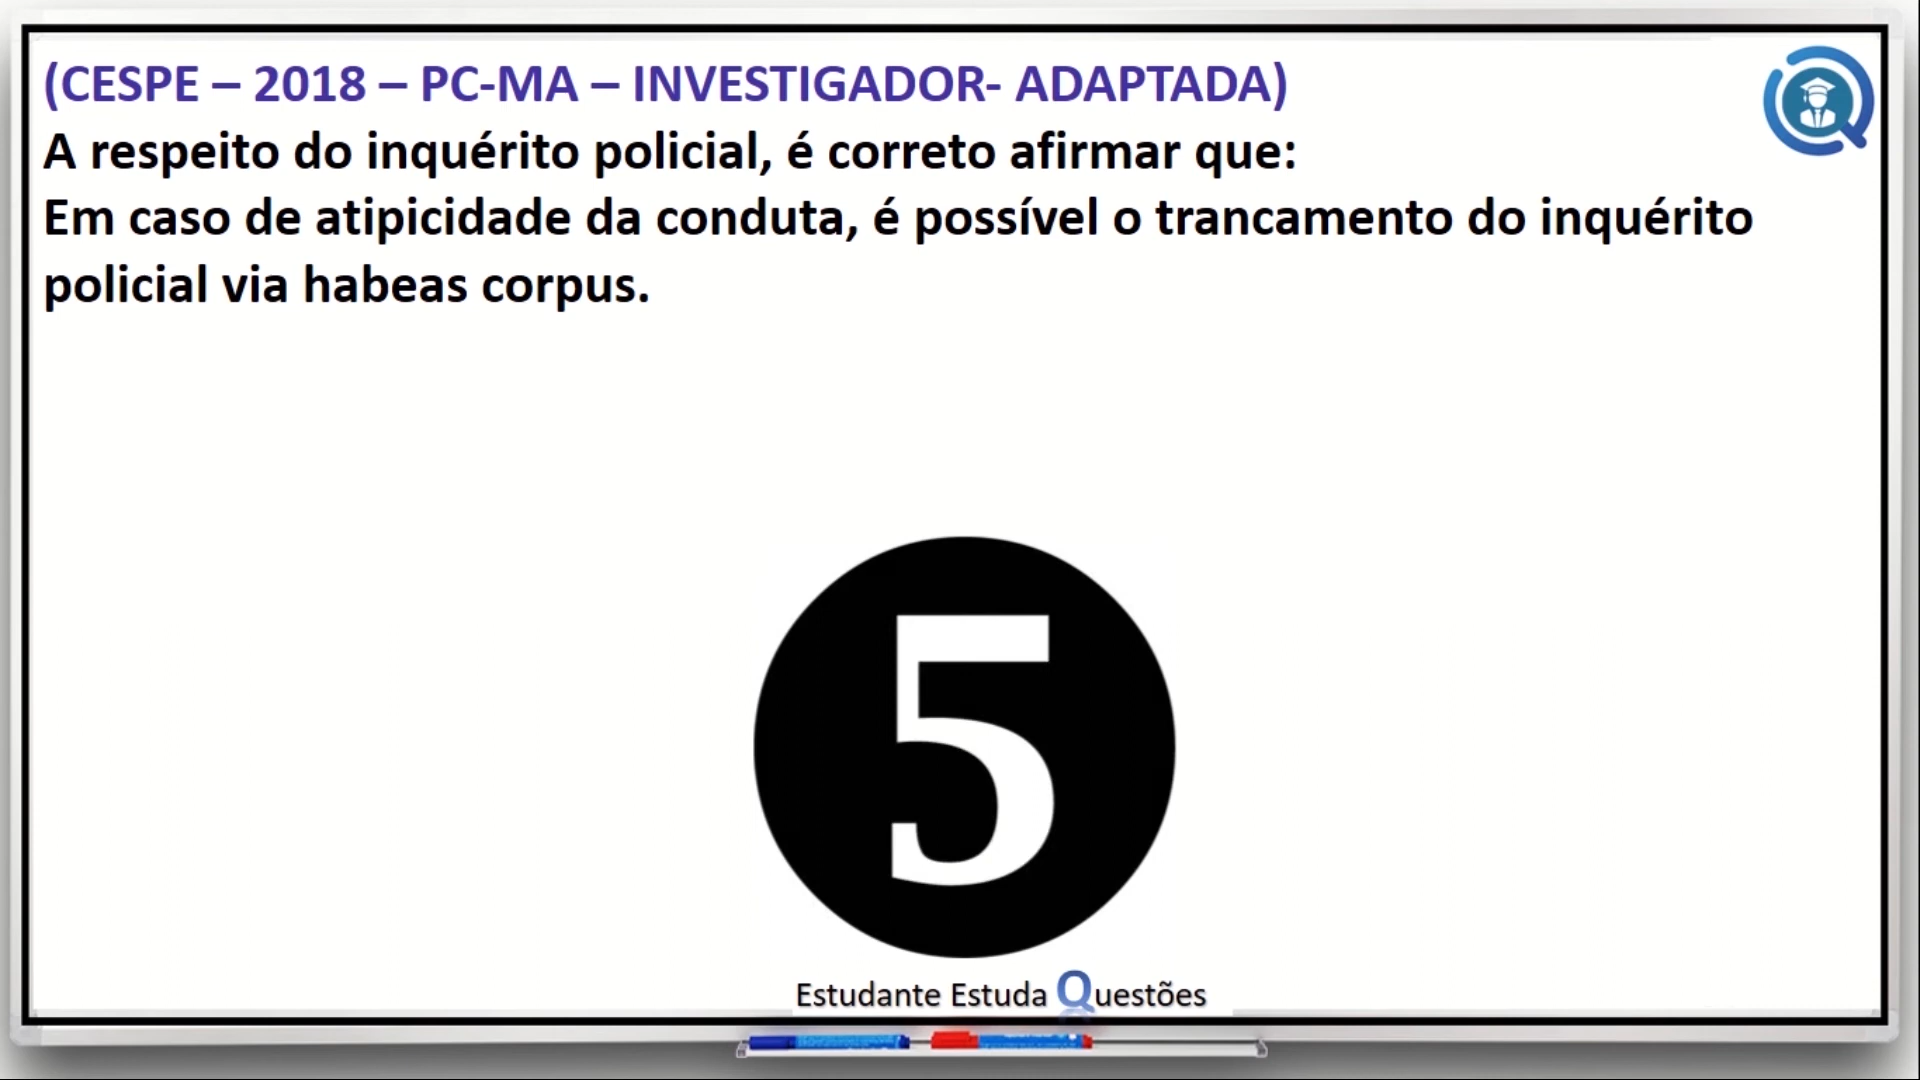 (CESPE – 2018 – PC-MA – INVESTIGADOR- ADAPTADA)
A respeito do inquérito policial, é correto afirmar que:
Em caso de atipicidade da conduta, é possível o trancamento do inquérito
policial via habeas corpus.
5
Estudante Estuda Questões